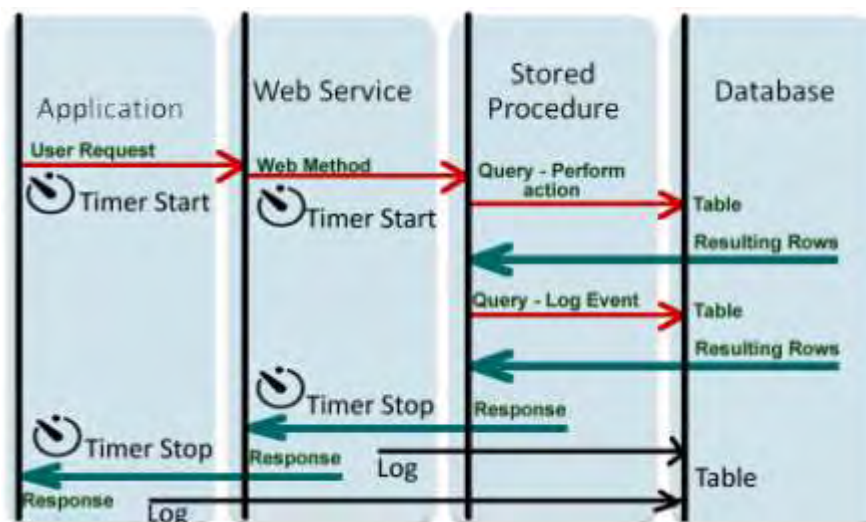 Application
Web Service
Stored
Procedure
Database
User Request
Web Method
Query - Perform
action
Timer Start
Timer Start
Table
Resulting Rows
Query - Log Event
Table
Resulting Rows
Timer Stop
Response
Timer Stop
Response
Log
Table
Response
Log